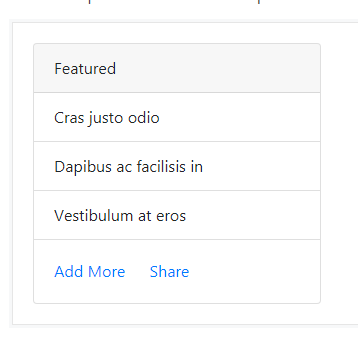 Featured
Cras justo odio
Dapibus ac facilisis in
Vestibulum at eros
Add More Share